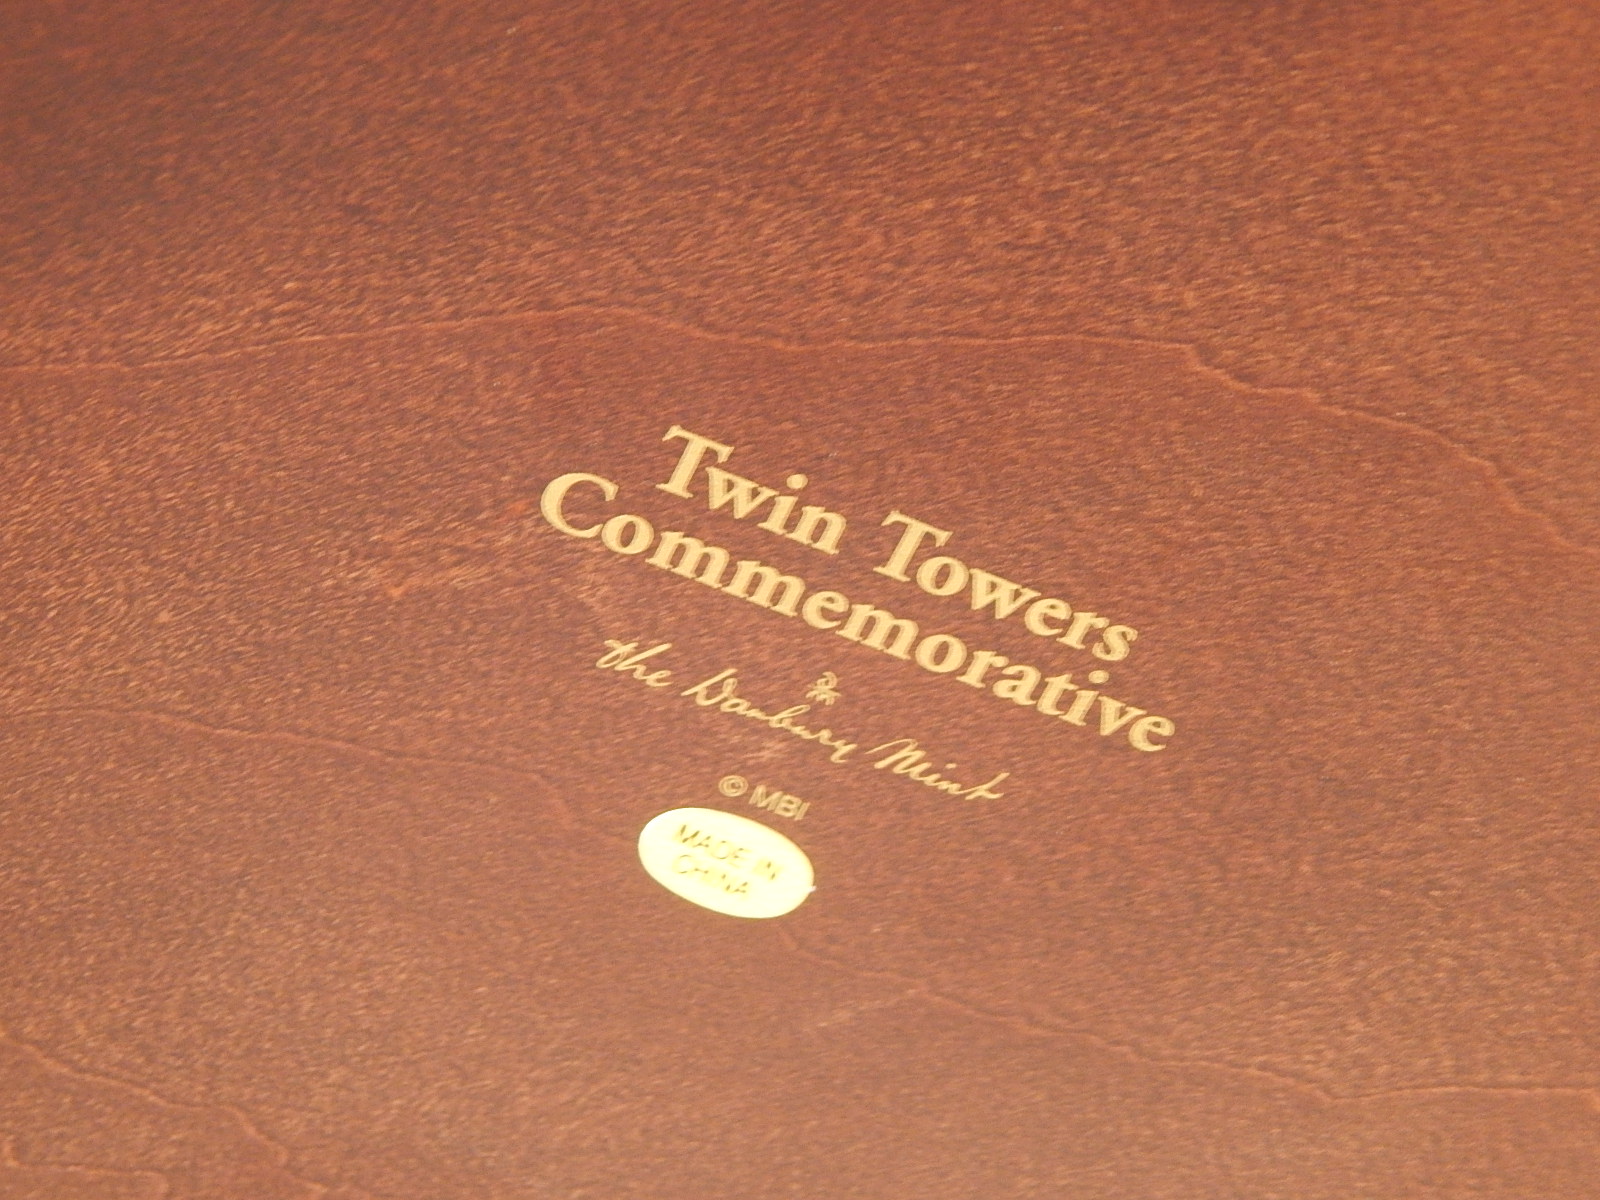 Twin Towers
Commemorative
the Danbury Mint
© MBI
MADE IN
CHINA